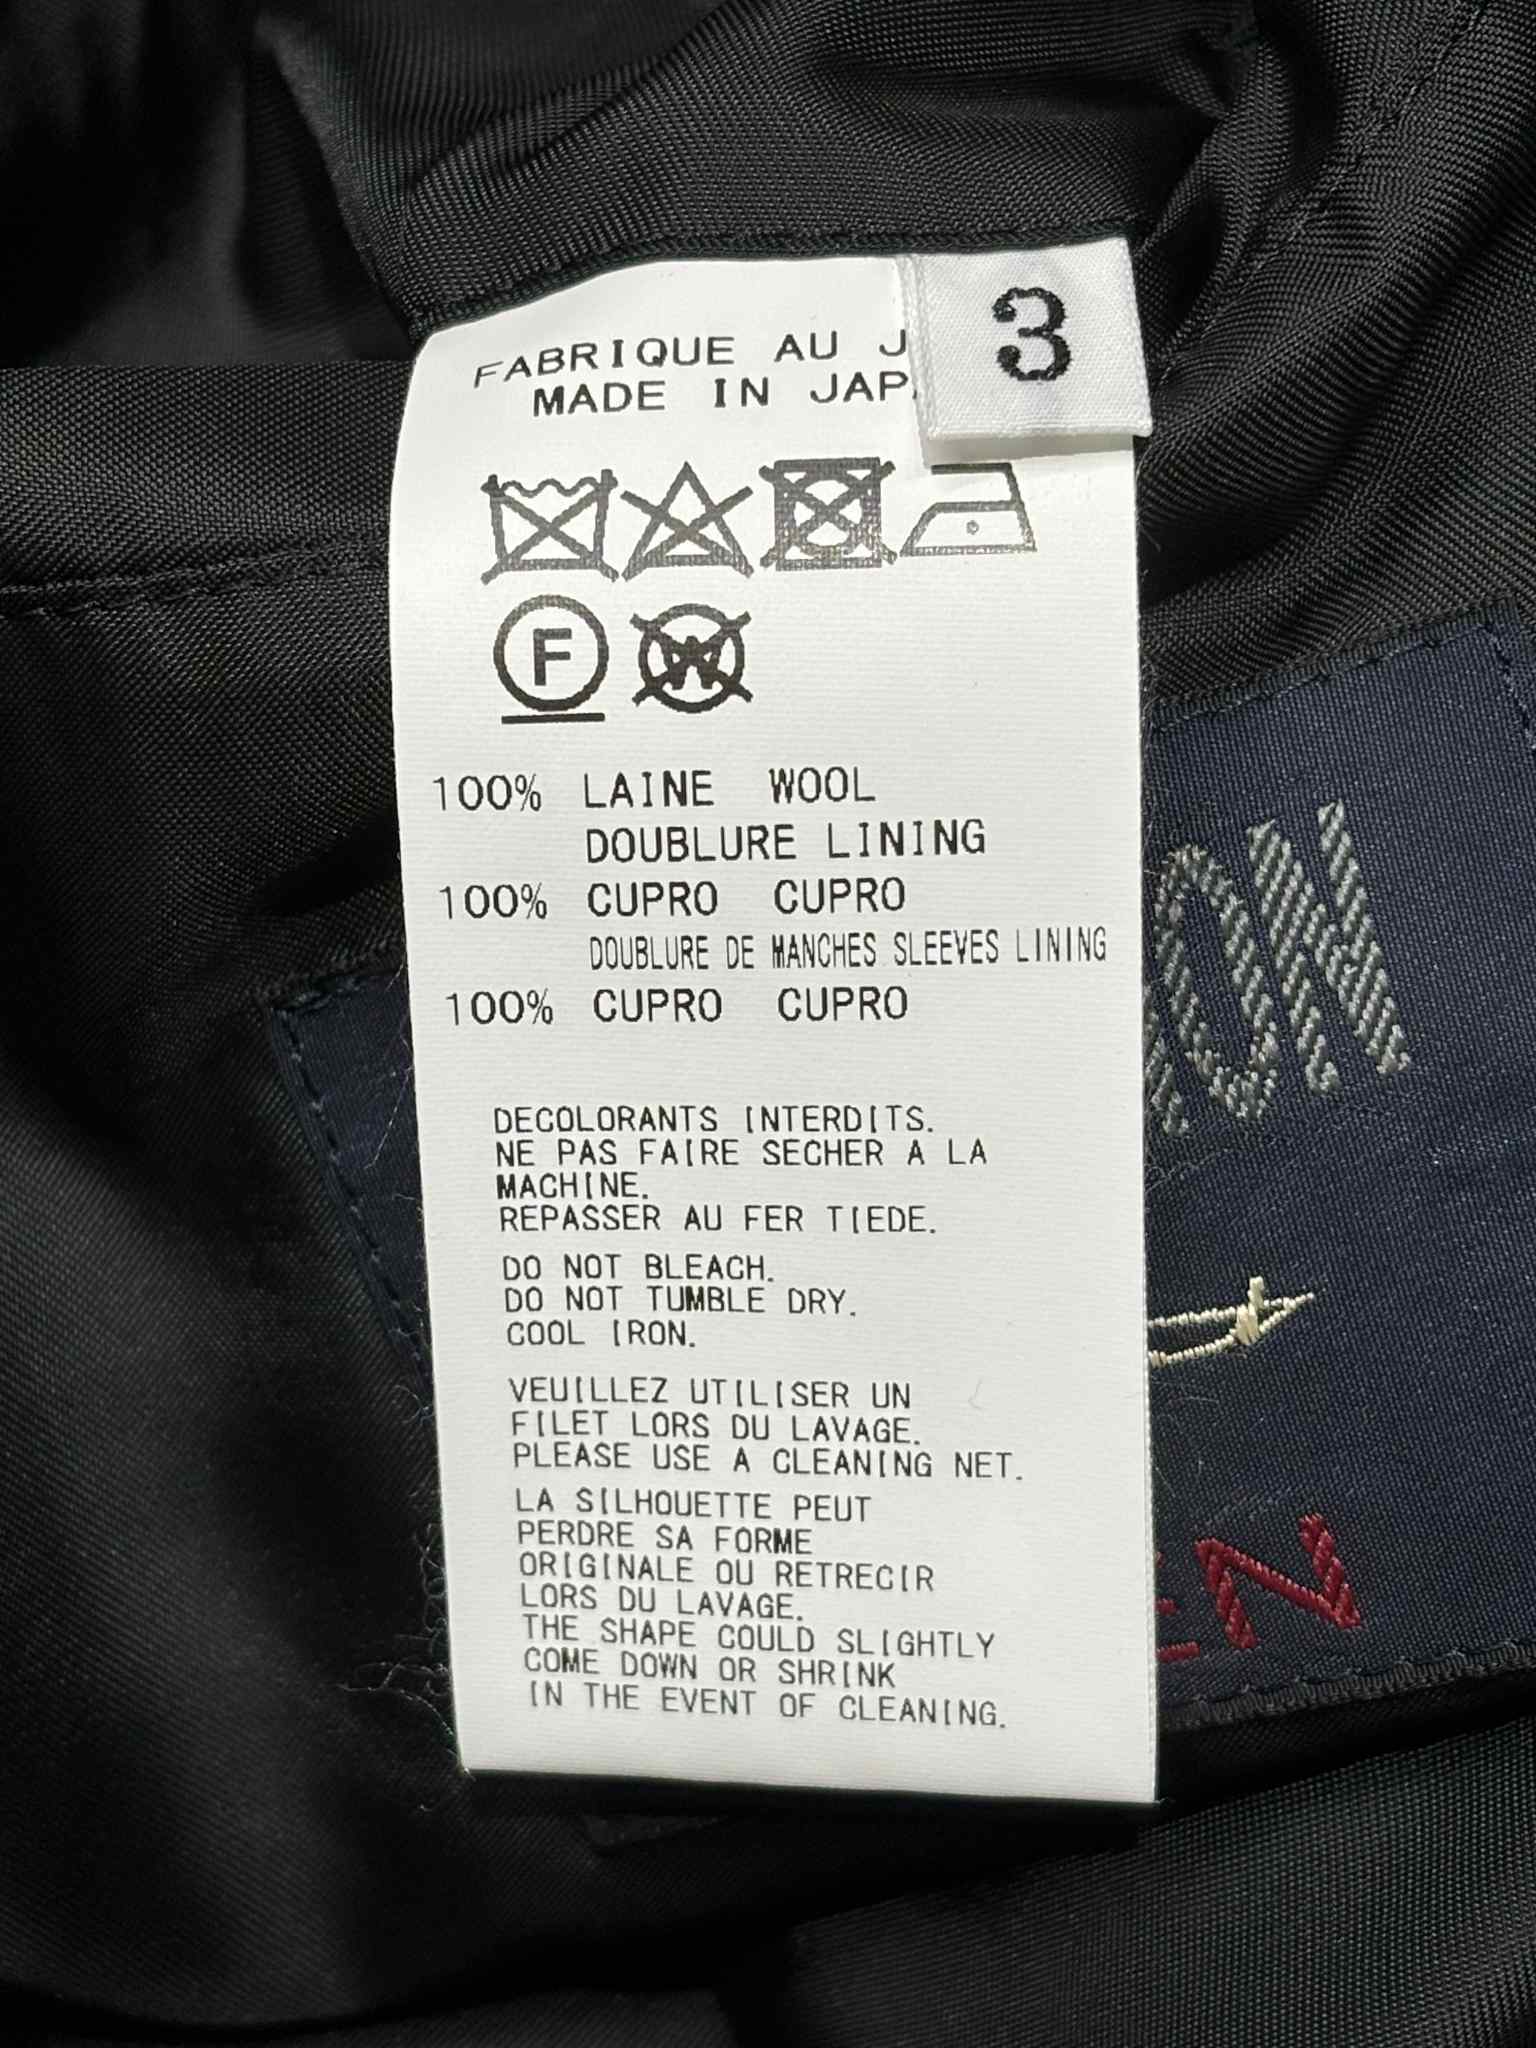 3
FABRIQUE AU J
MADE IN JAP
F
W
100% LAINE WOOL
DOUBLURE LINING
100% CUPRO CUPRO
DOUBLURE DE MANCHES SLEEVES LINING
100% CUPRO CUPRO
DECOLORANTS INTERDITS.
NE PAS FAIRE SECHER A LA
MACHINE.
REPASSER AU FER TIEDE.
DO NOT BLEACH.
DO NOT TUMBLE DRY.
COOL IRON.
VEUILLEZ UTILISER UN
FILET LORS DU LAVAGE.
PLEASE USE A CLEANING NET.
LA SILHOUETTE PEUT
PERDRE SA FORME
ORIGINALE OU RETRECIR
LORS DU LAVAGE.
THE SHAPE COULD SLIGHTLY
COME DOWN OR SHRINK
IN THE EVENT OF CLEANING.
ON
EN